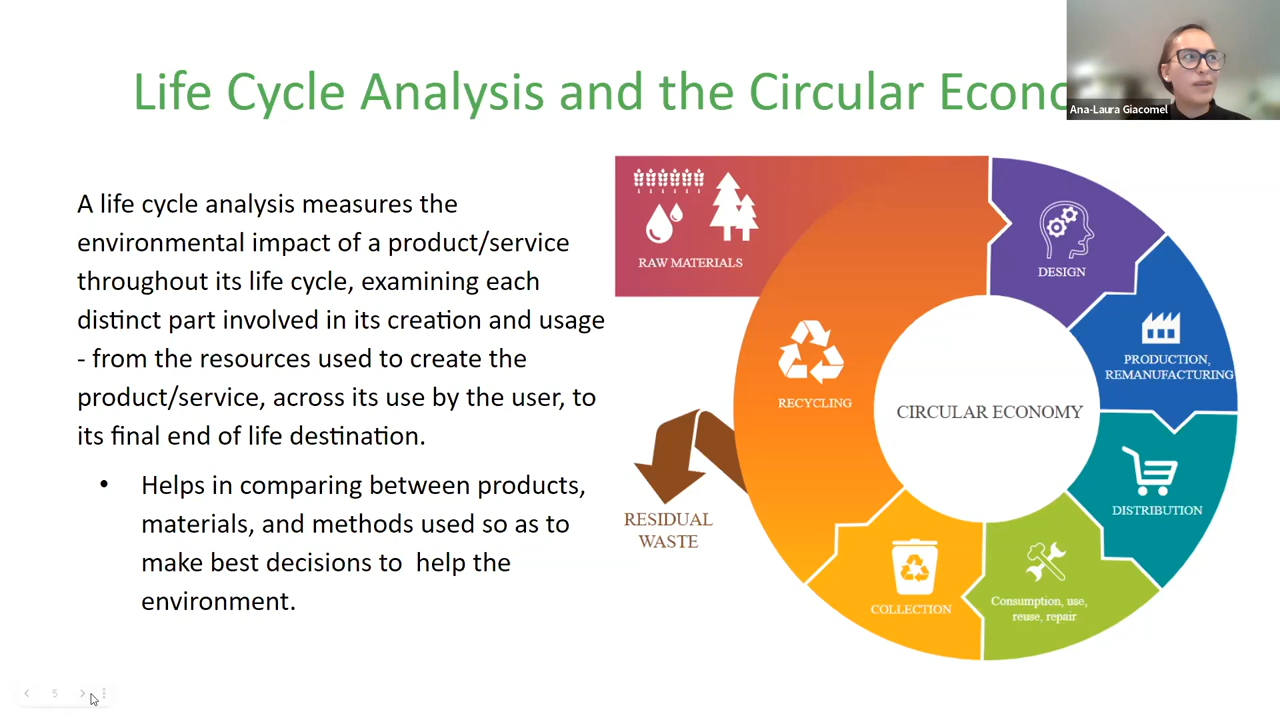 Life Cycle Analysis and the Circular Econo
Ana-Laura Giacomel
A life cycle analysis measures the
environmental impact of a product/service
throughout its life cycle, examining each
distinct part involved in its creation and usage
- from the resources used to create the
product/service, across its use by the user, to
its final end of life destination.
• Helps in comparing between products,
materials, and methods used so as to
make best decisions to  help the
environment.
RAW MATERIALS
DESIGN
PRODUCTION,
REMANUFACTURING
RECYCLING
CIRCULAR ECONOMY
DISTRIBUTION
RESIDUAL
WASTE
COLLECTION
Consumption, use,
reuse, repair
5